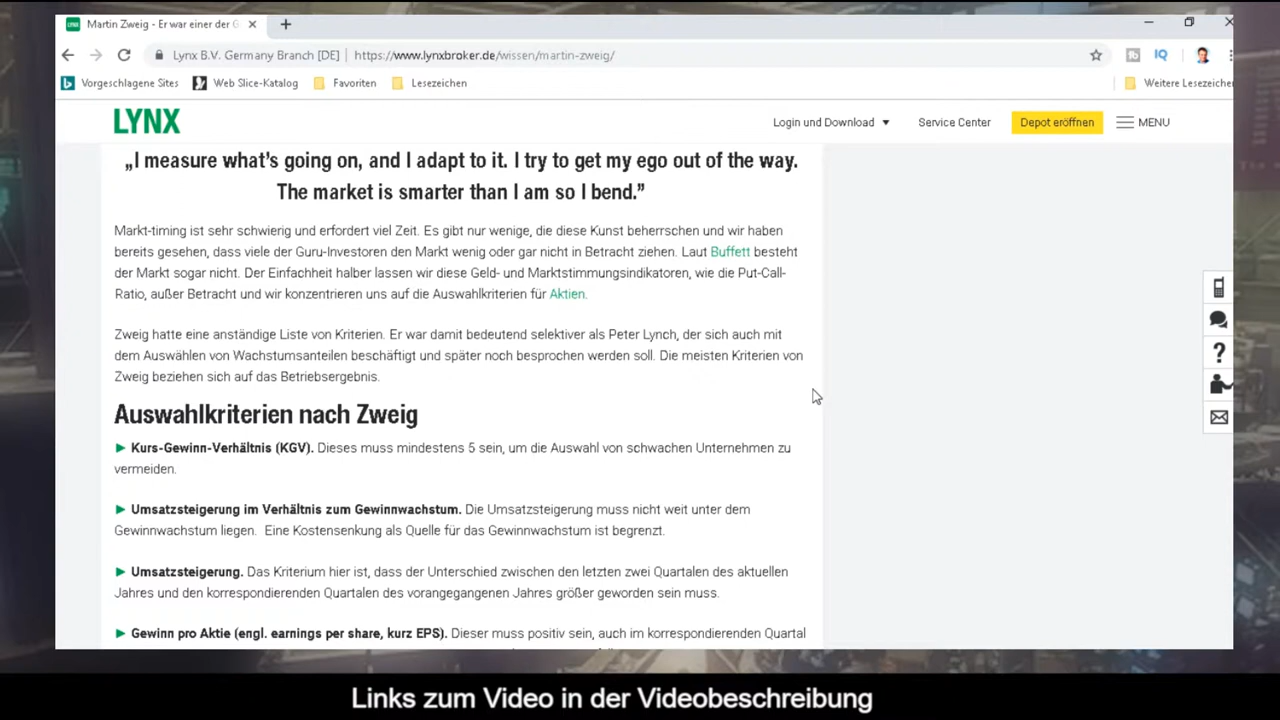 Martin Zweig - Er war einer der G
Lynx B.V. Germany Branch [DE] | https://www.lynxbroker.de/wissen/martin-zweig/
IQ
Vorgeschlagene Sites Web Slice-Katalog Favoriten Lesezeichen Weitere Lesezeichen
LYNX Login und Download Service Center Depot eröffnen MENU
„I measure what’s going on, and I adapt to it. I try to get my ego out of the way.
The market is smarter than I am so I bend.”
Markt-timing ist sehr schwierig und erfordert viel Zeit. Es gibt nur wenige, die diese Kunst beherrschen und wir haben
bereits gesehen, dass viele der Guru-Investoren den Markt wenig oder gar nicht in Betracht ziehen. Laut Buffett besteht
der Markt sogar nicht. Der Einfachheit halber lassen wir diese Geld- und Marktstimmungsindikatoren, wie die Put-Call-
Ratio, außer Betracht und wir konzentrieren uns auf die Auswahlkriterien für Aktien.
Zweig hatte eine anständige Liste von Kriterien. Er war damit bedeutend selektiver als Peter Lynch, der sich auch mit
dem Auswählen von Wachstumsanteilen beschäftigt und später noch besprochen werden soll. Die meisten Kriterien von
Zweig beziehen sich auf das Betriebsergebnis.
Auswahlkriterien nach Zweig
► Kurs-Gewinn-Verhältnis (KGV). Dieses muss mindestens 5 sein, um die Auswahl von schwachen Unternehmen zu
vermeiden.
► Umsatzsteigerung im Verhältnis zum Gewinnwachstum. Die Umsatzsteigerung muss nicht weit unter dem
Gewinnwachstum liegen. Eine Kostensenkung als Quelle für das Gewinnwachstum ist begrenzt.
► Umsatzsteigerung. Das Kriterium hier ist, dass der Unterschied zwischen den letzten zwei Quartalen des aktuellen
Jahres und den korrespondierenden Quartalen des vorangegangenen Jahres größer geworden sein muss.
► Gewinn pro Aktie (engl. earnings per share, kurz EPS). Dieser muss positiv sein, auch im korrespondierenden Quartal
Links zum Video in der Videobeschreibung